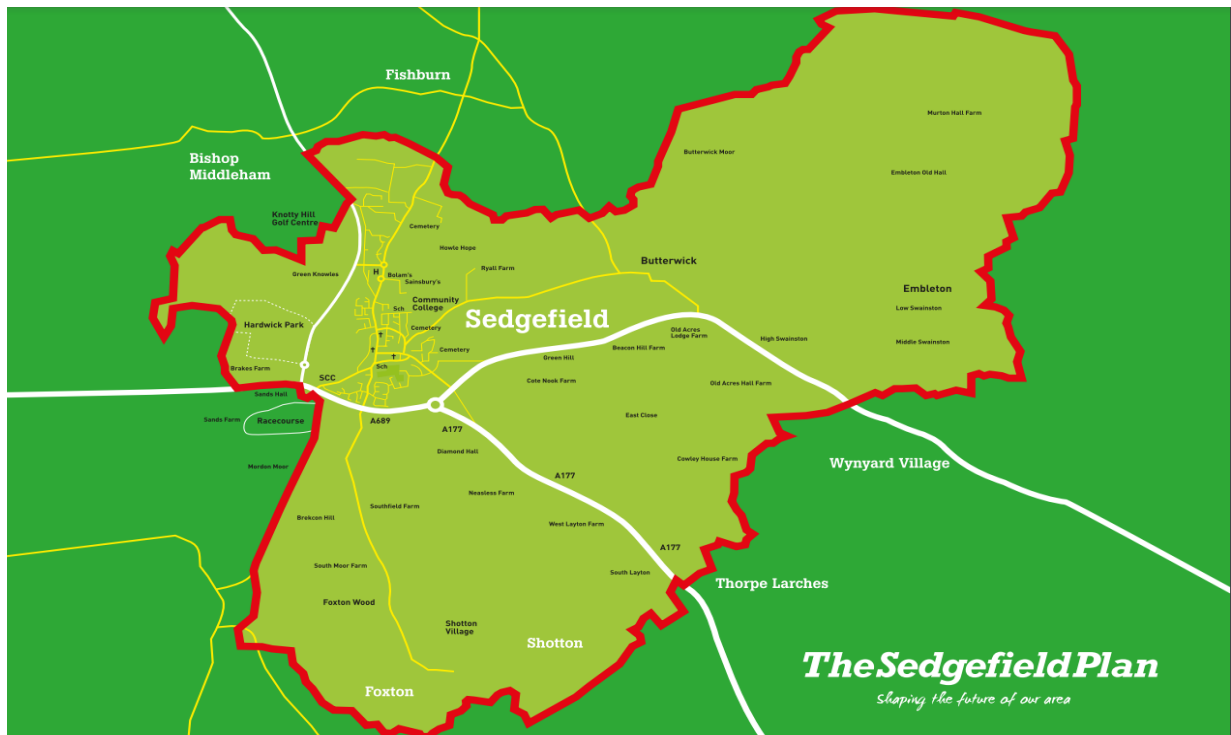 Fishburn
Murton Hall Farm
Butterwick Moor
Bishop
Middleham
Embleton Old Hall
Knotty Hill
Golf Centre
Cemetery
Howle Hope
Butterwick
Ryall Farm
H
Green Knowles
Bolam's
Sainsbury's
Embleton
Community
College
Sch
Low Swainston
Sedgefield
Hardwick Park
Cemetery
Old Acres
Lodge Farm
High Swainston
Middle Swainston
Beacon Hill Farm
Cemetery
Green Hill
Brakes Farm
Sch
SCC
Cote Nook Farm
Old Acres Hall Farm
Sands Hall
Sands Farm
Racecourse
A689
East Close
A177
Diamond Hall
Cowley House Farm
Wynyard Village
Mordon Moor
A177
Neasless Farm
Southfield Farm
Brekcon Hill
West Layton Farm
A177
South Moor Farm
South Layton
Thorpe Larches
Foxton Wood
Shotton
Village
Shotton
Foxton
TheSedgefieldPlan
Shaping the future of our area